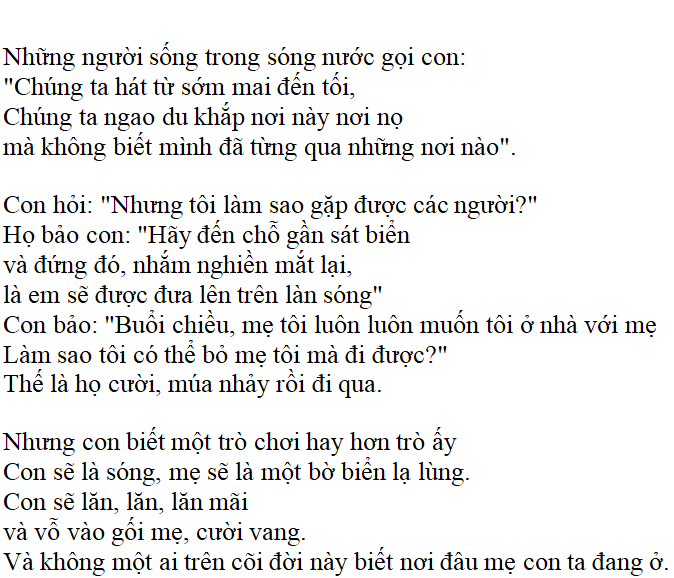 Những người sống trong sóng nước gọi con:
"Chúng ta hát từ sớm mai đến tối,
Chúng ta ngao du khắp nơi này nơi nọ
mà không biết mình đã từng qua những nơi nào".
Con hỏi: "Nhưng tôi làm sao gặp được các người?"
Họ bảo con: "Hãy đến chỗ gần sát biển
và đứng đó, nhắm nghiền mắt lại,
là em sẽ được đưa lên trên làn sóng"
Con bảo: "Buổi chiều, mẹ tôi luôn luôn muốn tôi ở nhà với mẹ
Làm sao tôi có thể bỏ mẹ tôi mà đi được?"
Thế là họ cười, múa nhảy rồi đi qua.
Nhưng con biết một trò chơi hay hơn trò ấy
Con sẽ là sóng, mẹ sẽ là một bờ biển lạ lùng.
Con sẽ lăn, lăn, lăn mãi
và vỗ vào gối mẹ, cười vang.
Và không một ai trên cõi đời này biết nơi đâu mẹ con ta đang ở.